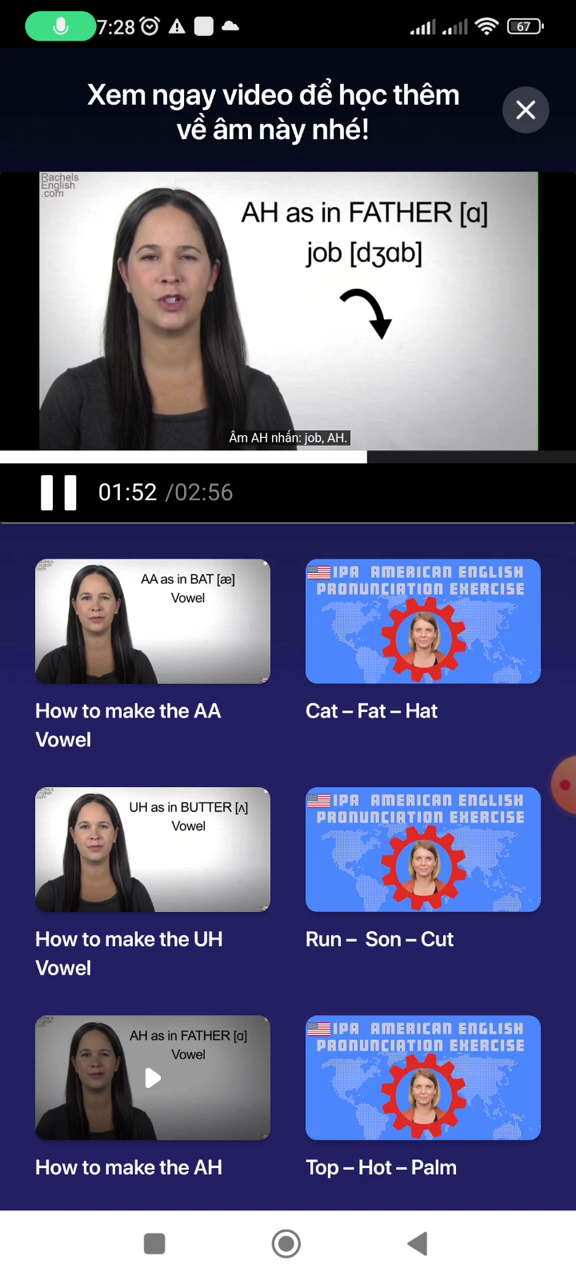 7:28
67
Xem ngay video để học thêm
về âm này nhé!
Rachels
English
.com
AH as in FATHER [ɑ]
job [dʒɑb]
Âm AH nhấn: job, AH.
01:52 /02:56
AA as in BAT [æ]
Vowel
How to make the AA
Vowel
IPA AMERICAN ENGLISH
PRONUNCIATION EXERCISE
Cat – Fat – Hat
UH as in BUTTER [ʌ]
Vowel
How to make the UH
Vowel
IPA AMERICAN ENGLISH
PRONUNCIATION EXERCISE
Run – Son – Cut
AH as in FATHER [ɑ]
Vowel
How to make the AH
IPA AMERICAN ENGLISH
PRONUNCIATION EXERCISE
Top – Hot – Palm